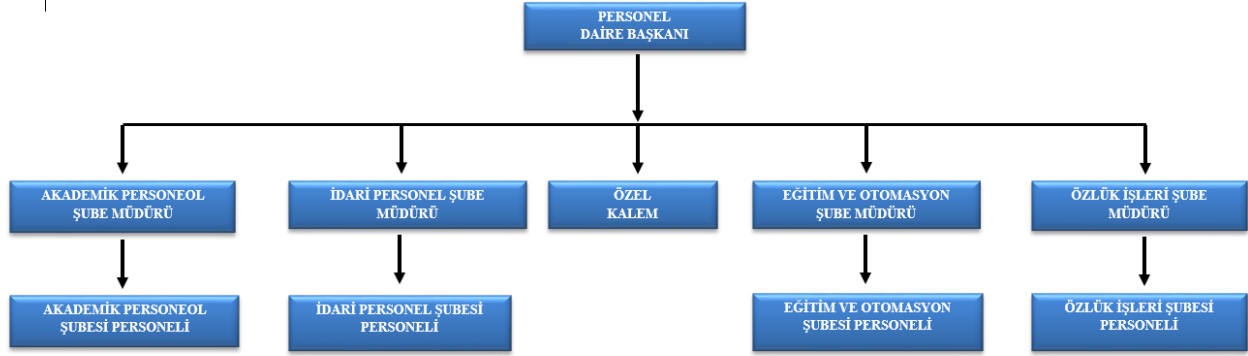 PERSONEL
DAİRE BAŞKANI
AKADEMİK PERSONEOL
ŞUBE MÜDÜRÜ
İDARİ PERSONEL ŞUBE
MÜDÜRÜ
ÖZEL
KALEM
EĞİTİM VE OTOMASYON
ŞUBE MÜDÜRÜ
ÖZLÜK İŞLERİ ŞUBE
MÜDÜRÜ
AKADEMİK PERSONEOL
ŞUBESİ PERSONELİ
İDARİ PERSONEL ŞUBESİ
PERSONELİ
EĞİTİM VE OTOMASYON
ŞUBESİ PERSONELİ
ÖZLÜK İŞLERİ ŞUBESİ
PERSONELİ